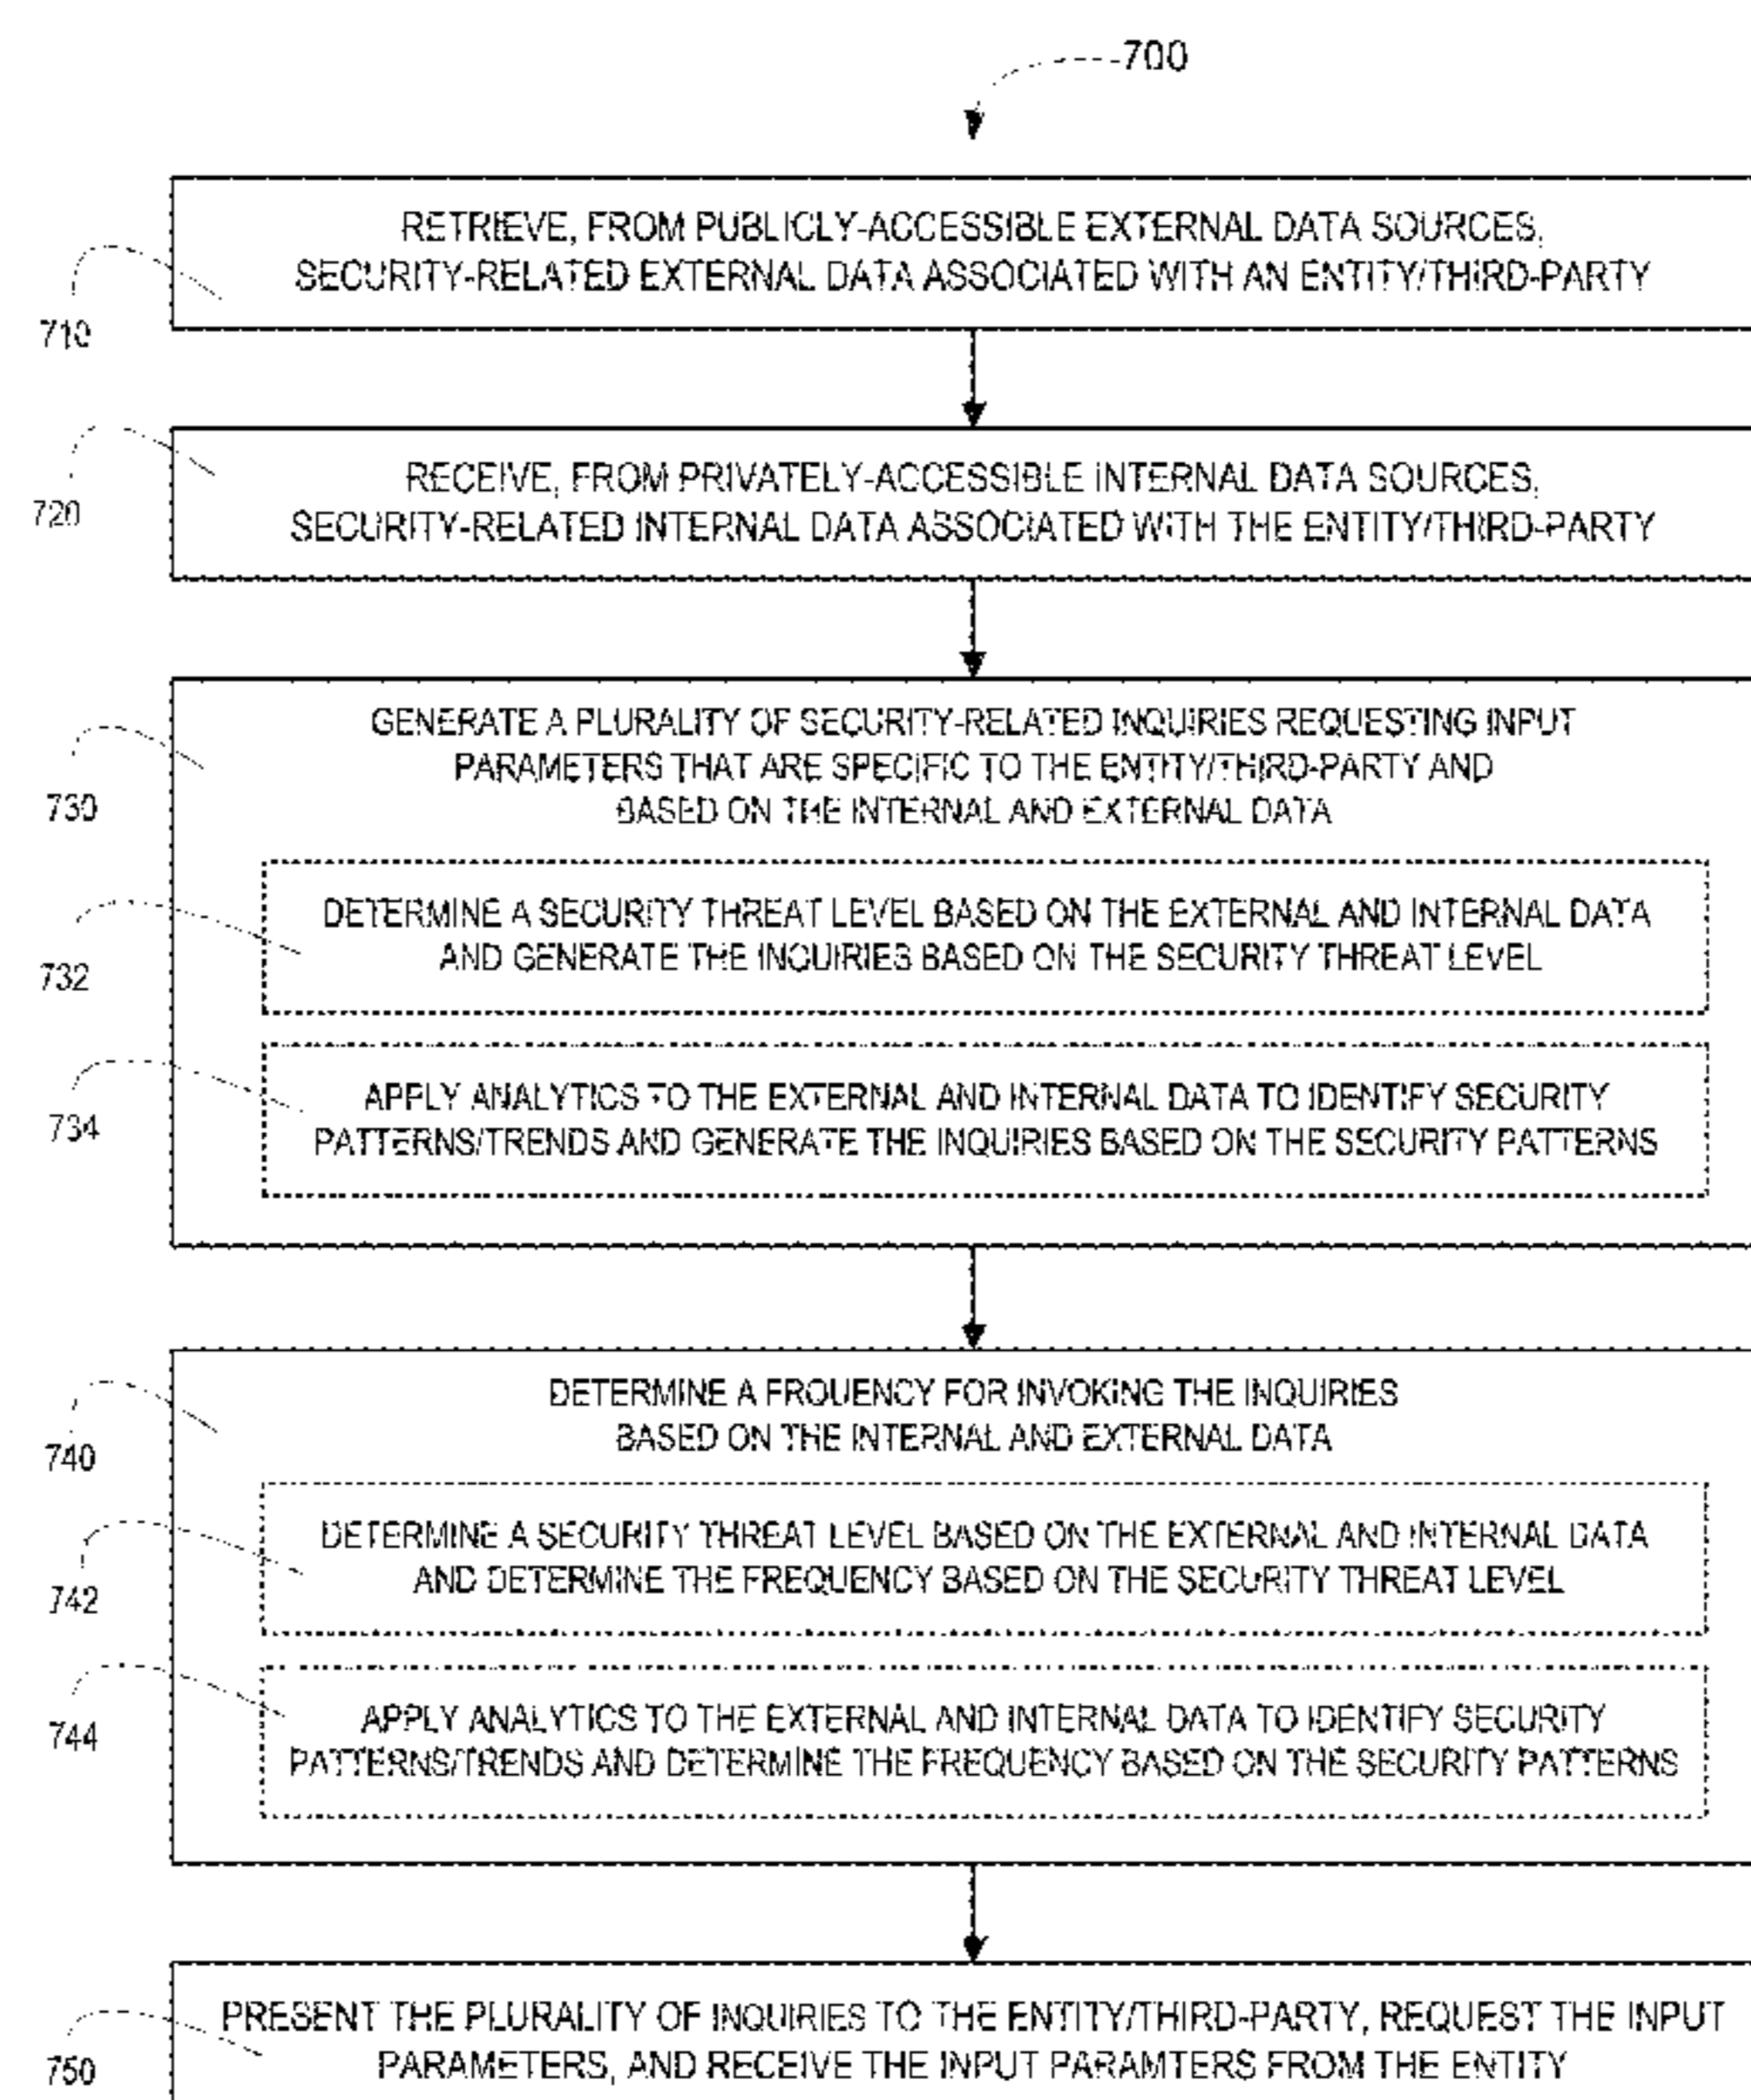 700
RETRIEVE, FROM PUBLICLY-ACCESSIBLE EXTERNAL DATA SOURCES,
SECURITY-RELATED EXTERNAL DATA ASSOCIATED WITH AN ENTITY/THIRD-PARTY
710
RECEIVE, FROM PRIVATELY-ACCESSIBLE INTERNAL DATA SOURCES,
SECURITY-RELATED INTERNAL DATA ASSOCIATED WITH THE ENTITY/THIRD-PARTY
720
GENERATE A PLURALITY OF SECURITY-RELATED INQUIRIES REQUESTING INPUT
PARAMETERS THAT ARE SPECIFIC TO THE ENTITY/THIRD-PARTY AND
BASED ON THE INTERNAL AND EXTERNAL DATA
730
DETERMINE A SECURITY THREAT LEVEL BASED ON THE EXTERNAL AND INTERNAL DATA
AND GENERATE THE INQUIRIES BASED ON THE SECURITY THREAT LEVEL
732
APPLY ANALYTICS TO THE EXTERNAL AND INTERNAL DATA TO IDENTIFY SECURITY
PATTERNS/TRENDS AND GENERATE THE INQUIRIES BASED ON THE SECURITY PATTERNS
734
DETERMINE A FROUENCY FOR INVOKING THE INQUIRIES
BASED ON THE INTERNAL AND EXTERNAL DATA
740
DETERMINE A SECURITY THREAT LEVEL BASED ON THE EXTERNAL AND INTERNAL DATA
AND DETERMINE THE FREQUENCY BASED ON THE SECURITY THREAT LEVEL
742
APPLY ANALYTICS TO THE EXTERNAL AND INTERNAL DATA TO IDENTIFY SECURITY
PATTERNS/TRENDS AND DETERMINE THE FREQUENCY BASED ON THE SECURITY PATTERNS
744
PRESENT THE PLURALITY OF INQUIRIES TO THE ENTITY/THIRD-PARTY, REQUEST THE INPUT
PARAMETERS, AND RECEIVE THE INPUT PARAMTERS FROM THE ENTITY
750